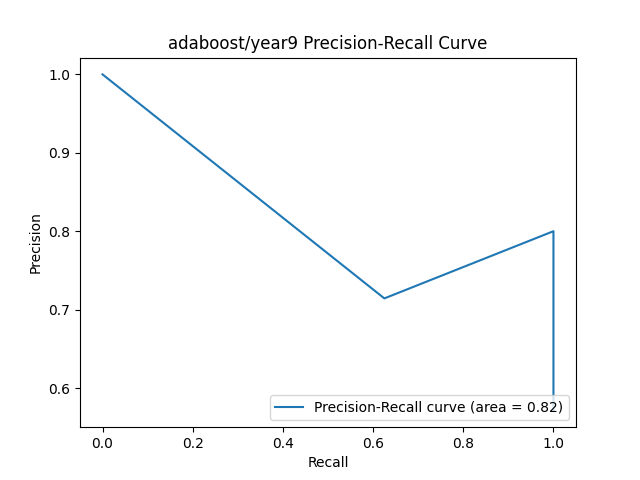 adaboost/year9 Precision-Recall Curve
1.0
0.9
0.8
0.7
0.6
Precision
Precision-Recall curve (area = 0.82)
0.0 0.2 0.4 0.6 0.8 1.0
Recall